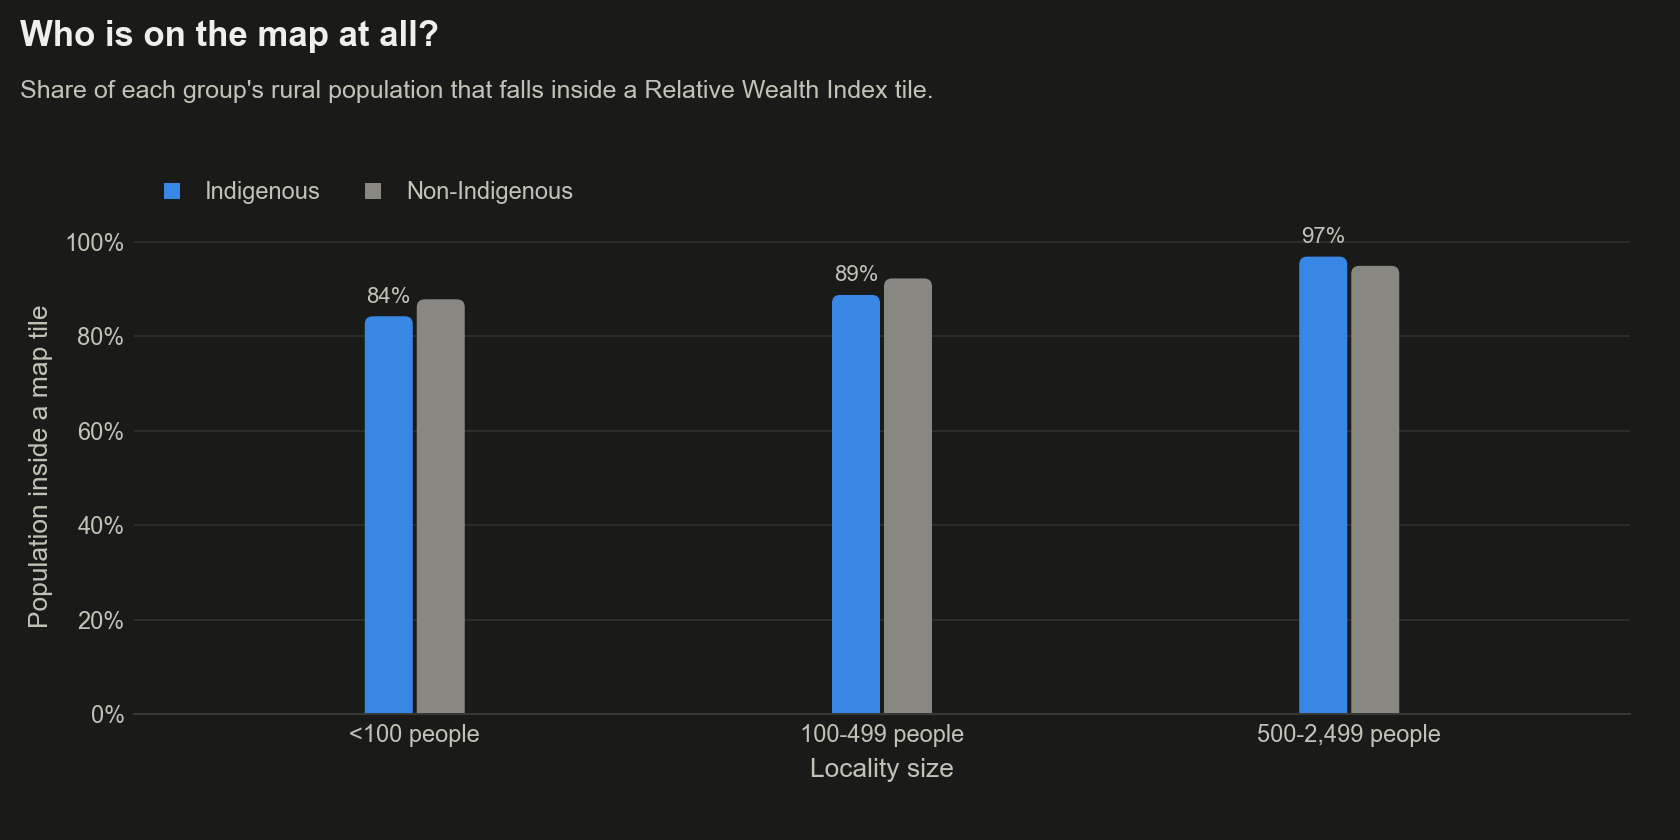 Who is on the map at all?
Share of each group's rural population that falls inside a Relative Wealth Index tile.
Indigenous
Non-Indigenous
Population inside a map tile
100%
80%
60%
40%
20%
0%
84%
89%
97%
<100 people
100-499 people
500-2,499 people
Locality size